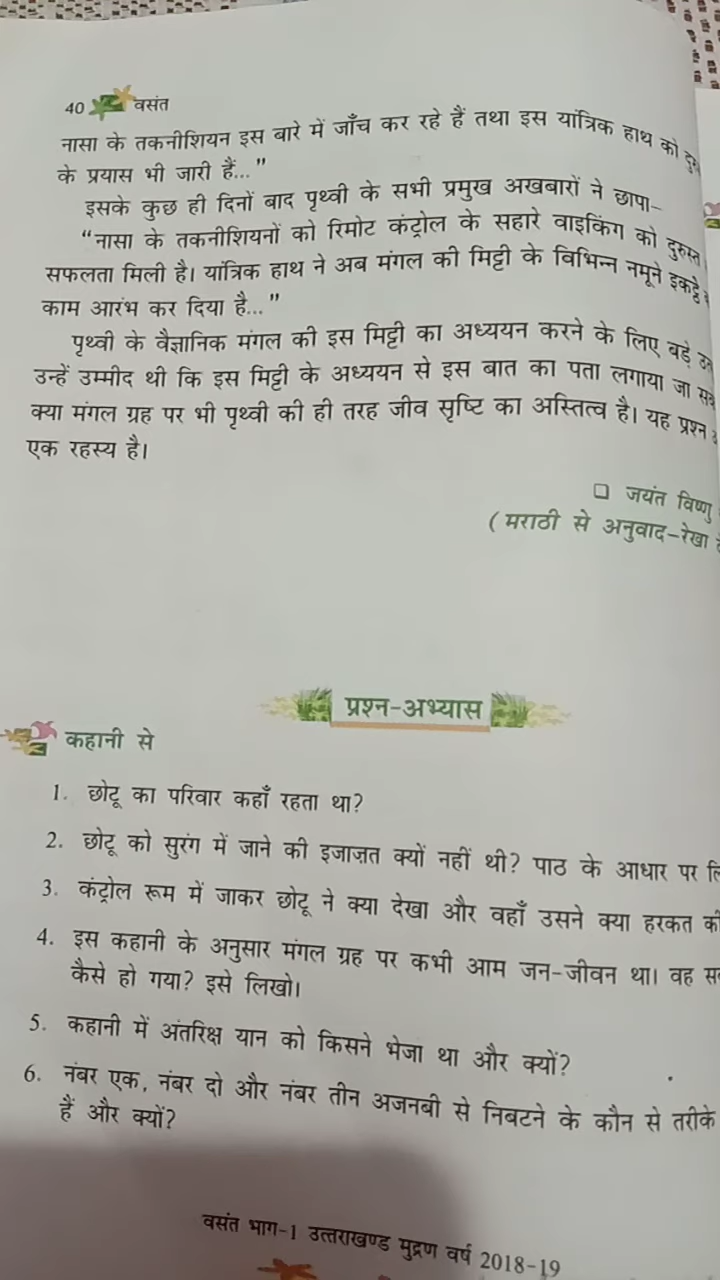 40 वसंत
नासा के तकनीशियन इस बारे में जाँच कर रहे हैं तथा इस यांत्रिक हाथ को
के प्रयास भी जारी हैं..."
इसके कुछ ही दिनों बाद पृथ्वी के सभी प्रमुख अखबारों ने छापा–
"नासा के तकनीशियनों को रिमोट कंट्रोल के सहारे वाइकिंग को दुरुस्त
सफलता मिली है। यांत्रिक हाथ ने अब मंगल की मिट्टी के विभिन्न नमूने इकट्ठे
काम आरंभ कर दिया है..."
पृथ्वी के वैज्ञानिक मंगल की इस मिट्टी का अध्ययन करने के लिए बड़े
उन्हें उम्मीद थी कि इस मिट्टी के अध्ययन से इस बात का पता लगाया जा
क्या मंगल ग्रह पर भी पृथ्वी की ही तरह जीव सृष्टि का अस्तित्व है। यह प्रश्न
एक रहस्य है।
❑ जयंत विष्णु
(मराठी से अनुवाद–रेखा
प्रश्न-अभ्यास
कहानी से
1. छोटू का परिवार कहाँ रहता था?
2. छोटू को सुरंग में जाने की इजाज़त क्यों नहीं थी? पाठ के आधार पर
3. कंट्रोल रूम में जाकर छोटू ने क्या देखा और वहाँ उसने क्या हरकत की
4. इस कहानी के अनुसार मंगल ग्रह पर कभी आम जन-जीवन था। वह
कैसे हो गया? इसे लिखो।
5. कहानी में अंतरिक्ष यान को किसने भेजा था और क्यों?
6. नंबर एक, नंबर दो और नंबर तीन अजनबी से निबटने के कौन से तरीके
हैं और क्यों?
वसंत भाग-1 उत्तराखण्ड मुद्रण वर्ष 2018-19